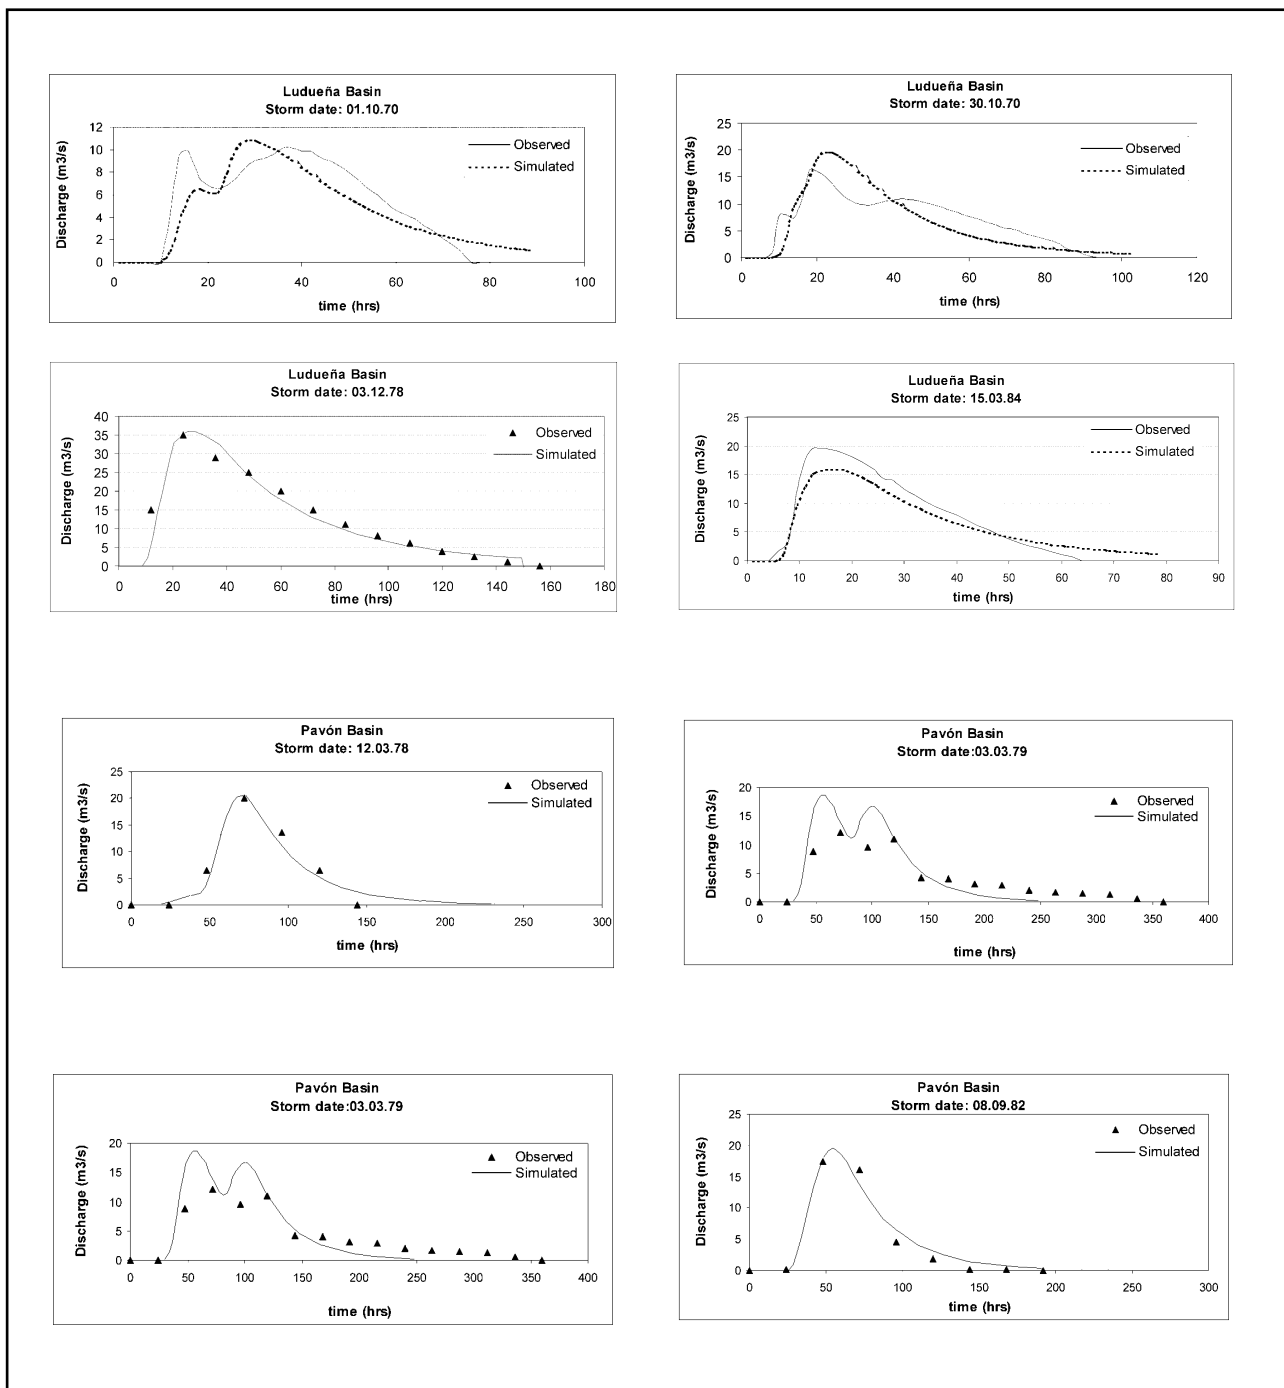 Ludueña Basin
Storm date: 01.10.70
Discharge (m3/s)
12
10
8
6
4
2
0
0 20 40 60 80 100
time (hrs)
Observed
Simulated
Ludueña Basin
Storm date: 30.10.70
Discharge (m3/s)
25
20
15
10
5
0
0 20 40 60 80 100 120
time (hrs)
Observed
Simulated
Ludueña Basin
Storm date: 03.12.78
Discharge (m3/s)
40
35
30
25
20
15
10
5
0
0 20 40 60 80 100 120 140 160 180
time (hrs)
Observed
Simulated
Ludueña Basin
Storm date: 15.03.84
Discharge (m3/s)
25
20
15
10
5
0
0 10 20 30 40 50 60 70 80 90
time (hrs)
Observed
Simulated
Pavón Basin
Storm date: 12.03.78
Discharge (m3/s)
25
20
15
10
5
0
0 50 100 150 200 250 300
time (hrs)
Observed
Simulated
Pavón Basin
Storm date:03.03.79
Discharge (m3/s)
20
15
10
5
0
0 50 100 150 200 250 300 350 400
time (hrs)
Observed
Simulated
Pavón Basin
Storm date:03.03.79
Discharge (m3/s)
20
15
10
5
0
0 50 100 150 200 250 300 350 400
time (hrs)
Observed
Simulated
Pavón Basin
Storm date: 08.09.82
Discharge (m3/s)
25
20
15
10
5
0
0 50 100 150 200 250 300
time (hrs)
Observed
Simulated